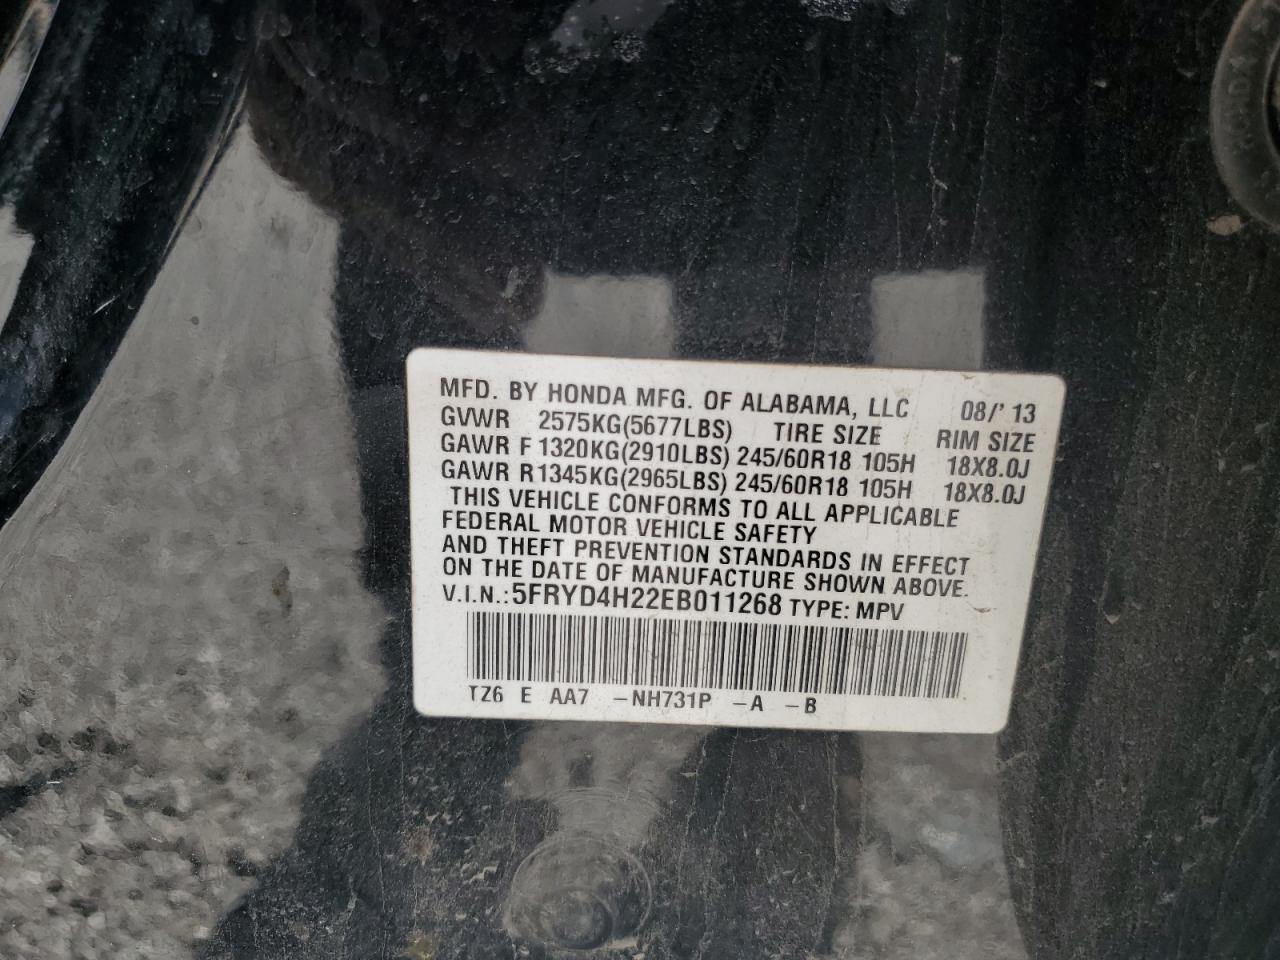 MFD. BY HONDA MFG. OF ALABAMA, LLC 08/'13
GVWR 2575KG(5677LBS) TIRE SIZE RIM SIZE
GAWR F 1320KG(2910LBS) 245/60R18 105H 18X8.0J
GAWR R1345KG(2965LBS) 245/60R18 105H 18X8.0J
THIS VEHICLE CONFORMS TO ALL APPLICABLE
FEDERAL MOTOR VEHICLE SAFETY
AND THEFT PREVENTION STANDARDS IN EFFECT
ON THE DATE OF MANUFACTURE SHOWN ABOVE.
V.I.N.:5FRYD4H22EB011268 TYPE: MPV
TZ6 E AA7 -NH731P -A -B